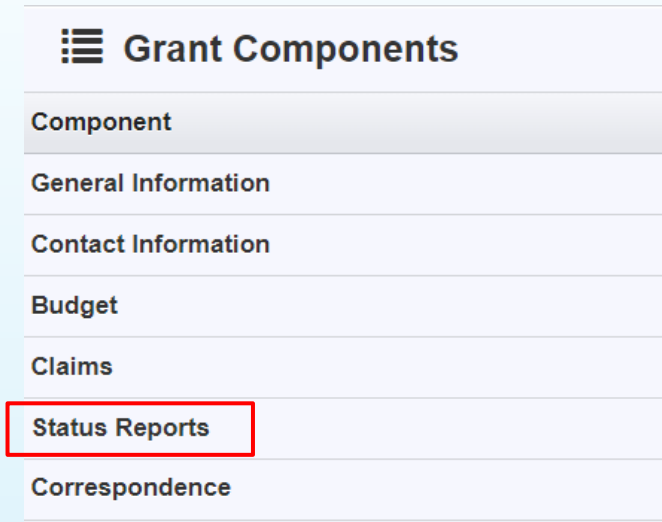 Grant Components
Component
General Information
Contact Information
Budget
Claims
Status Reports
Correspondence